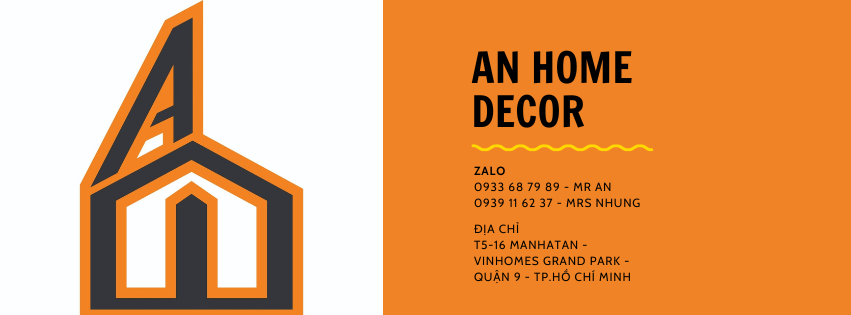 AN HOME
DECOR
ZALO
0933 68 79 89 - MR AN
0939 11 62 37 - MRS NHUNG
ĐỊA CHỈ
T5-16 MANHATAN -
VINHOMES GRAND PARK -
QUẬN 9 - TP.HỒ CHÍ MINH